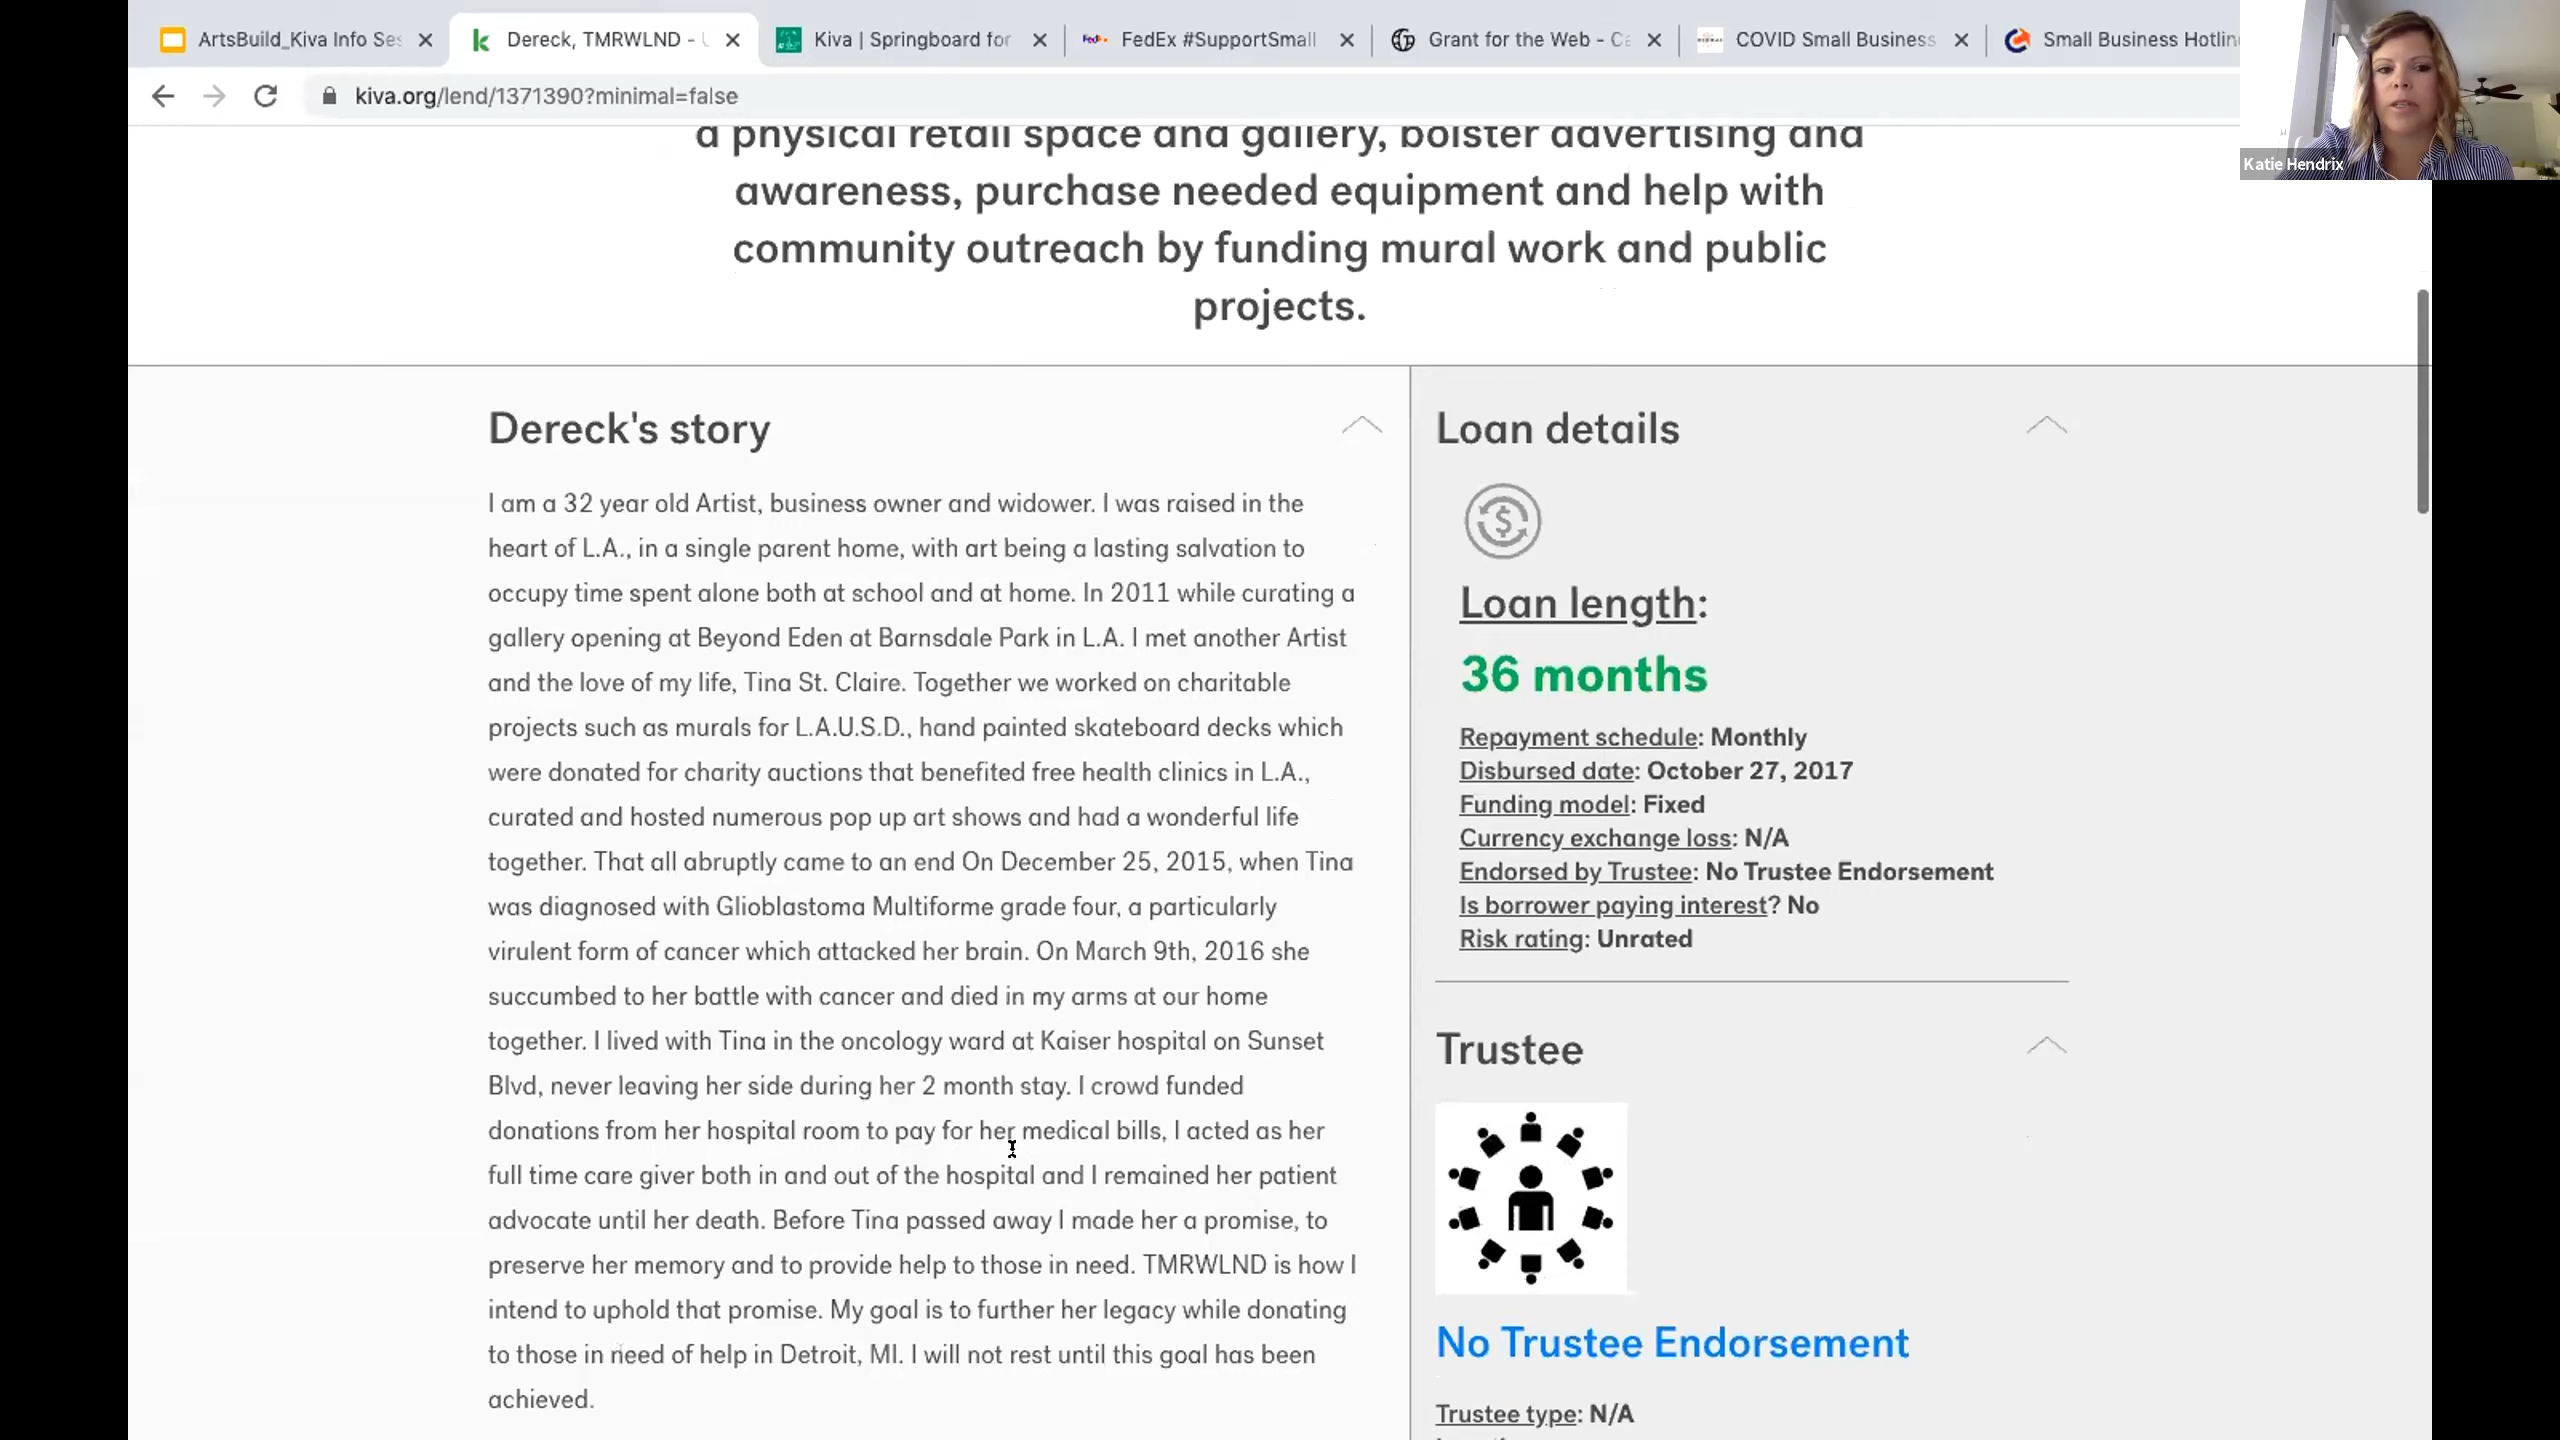 ArtsBuild_Kiva Info Ses
Dereck, TMRWLND -
Kiva | Springboard for
FedEx #SupportSmall
Grant for the Web - Ca
COVID Small Business
Small Business Hotlin
kiva.org/lend/1371390?minimal=false
Katie Hendrix
a physical retail space and gallery, bolster advertising and
awareness, purchase needed equipment and help with
community outreach by funding mural work and public
projects.
Dereck's story
I am a 32 year old Artist, business owner and widower. I was raised in the
heart of L.A., in a single parent home, with art being a lasting salvation to
occupy time spent alone both at school and at home. In 2011 while curating a
gallery opening at Beyond Eden at Barnsdale Park in L.A. I met another Artist
and the love of my life, Tina St. Claire. Together we worked on charitable
projects such as murals for L.A.U.S.D., hand painted skateboard decks which
were donated for charity auctions that benefited free health clinics in L.A.,
curated and hosted numerous pop up art shows and had a wonderful life
together. That all abruptly came to an end On December 25, 2015, when Tina
was diagnosed with Glioblastoma Multiforme grade four, a particularly
virulent form of cancer which attacked her brain. On March 9th, 2016 she
succumbed to her battle with cancer and died in my arms at our home
together. I lived with Tina in the oncology ward at Kaiser hospital on Sunset
Blvd, never leaving her side during her 2 month stay. I crowd funded
donations from her hospital room to pay for her medical bills, I acted as her
full time care giver both in and out of the hospital and I remained her patient
advocate until her death. Before Tina passed away I made her a promise, to
preserve her memory and to provide help to those in need. TMRWLND is how I
intend to uphold that promise. My goal is to further her legacy while donating
to those in need of help in Detroit, MI. I will not rest until this goal has been
achieved.
Loan details
$
Loan length:
36 months
Repayment schedule: Monthly
Disbursed date: October 27, 2017
Funding model: Fixed
Currency exchange loss: N/A
Endorsed by Trustee: No Trustee Endorsement
Is borrower paying interest? No
Risk rating: Unrated
Trustee
No Trustee Endorsement
Trustee type: N/A